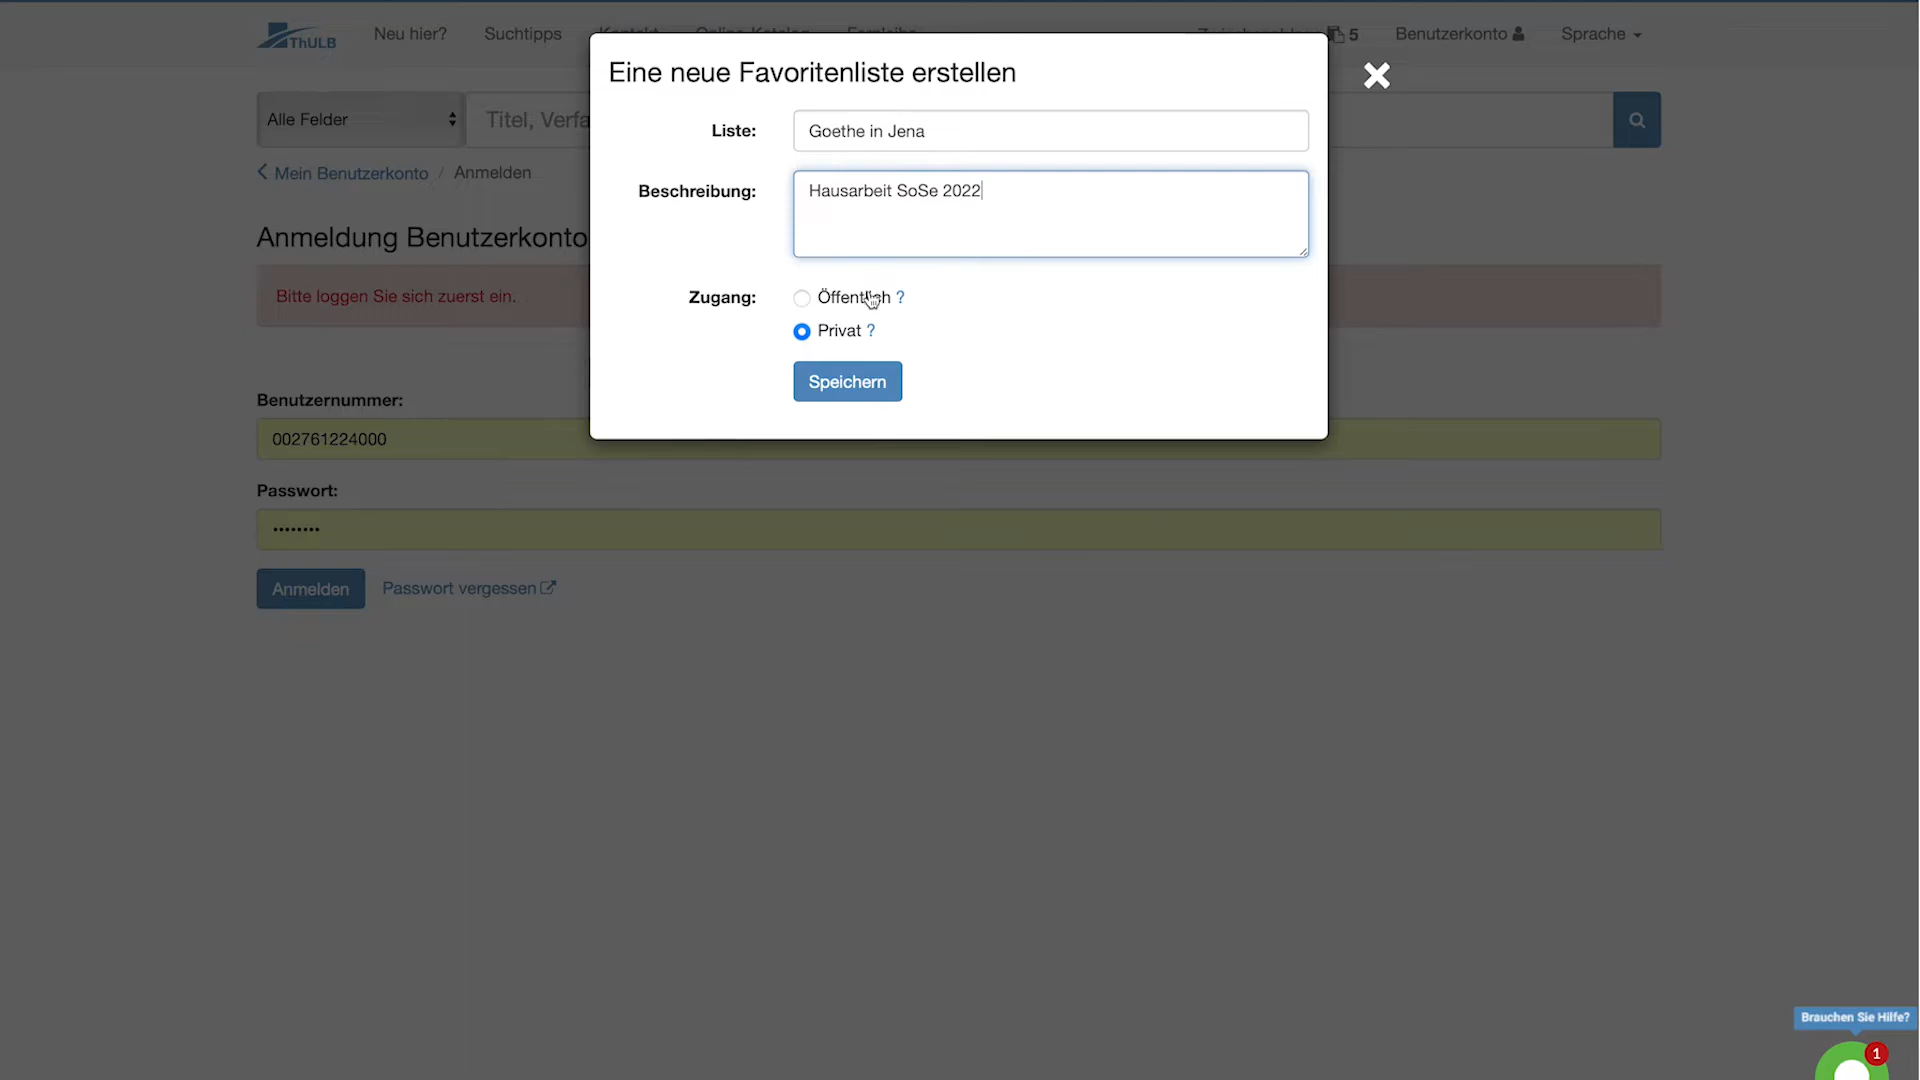 ThULB
Neu hier?
Suchtipps
5
Benutzerkonto
Sprache
Eine neue Favoritenliste erstellen
Alle Felder
Titel, Verfa
Liste:
Goethe in Jena
Mein Benutzerkonto / Anmelden
Beschreibung:
Hausarbeit SoSe 2022
Anmeldung Benutzerkonto
Bitte loggen Sie sich zuerst ein.
Zugang:
Öffentlich ?
Privat ?
Speichern
Benutzernummer:
002761224000
Passwort:
••••••••
Anmelden
Passwort vergessen
Brauchen Sie Hilfe?
1